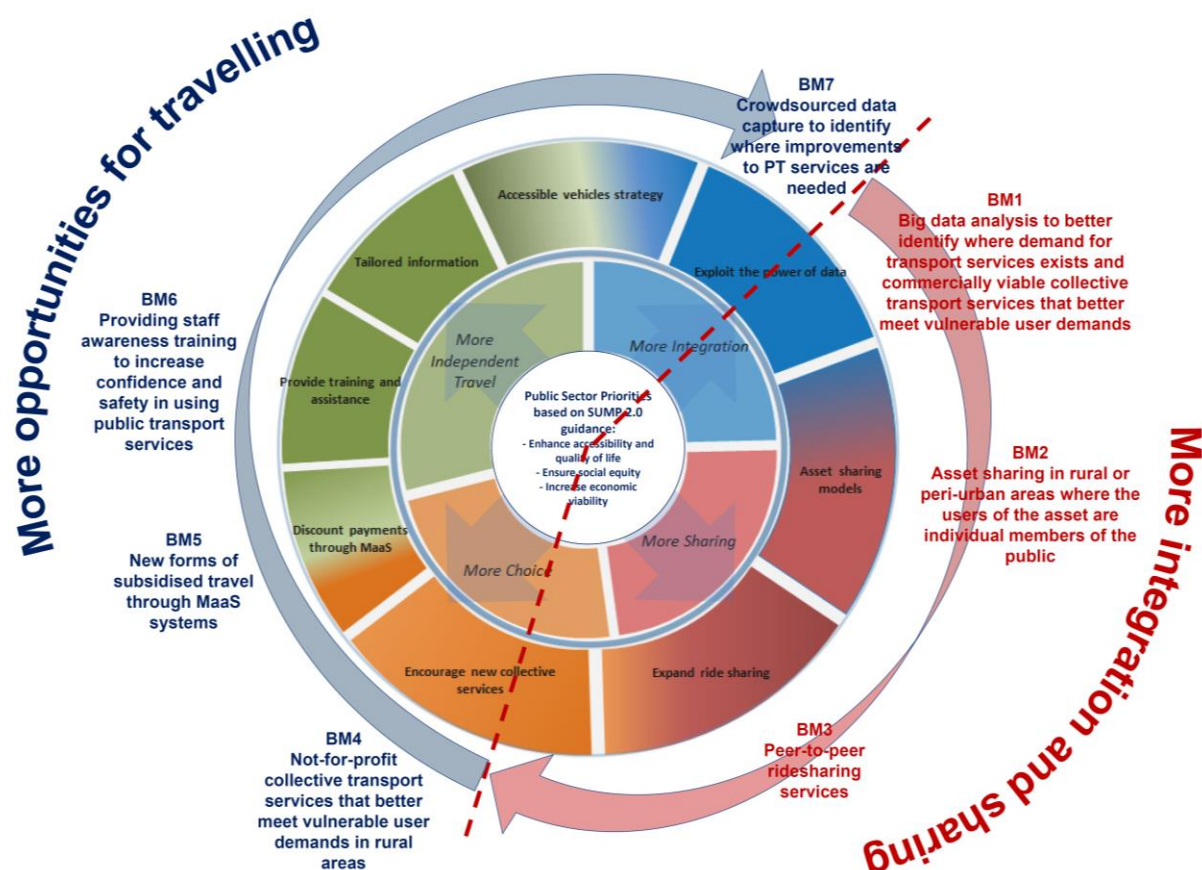 More opportunities for travelling
BM7
Crowdsourced data
capture to identify
where improvements
to PT services are
needed
BM1
Big data analysis to better
identify where demand for
transport services exists and
commercially viable collective
transport services that better
meet vulnerable user demands
BM2
Asset sharing in rural or
peri-urban areas where the
users of the asset are
individual members of the
public
More integration and sharing
BM3
Peer-to-peer
ridesharing
services
BM4
Not-for-profit
collective transport
services that better
meet vulnerable user
demands in rural
areas
BM5
New forms of
subsidised travel
through MaaS
systems
BM6
Providing staff
awareness training
to increase
confidence and
safety in using
public transport
services
Accessible vehicles strategy
Exploit the power of data
Asset sharing models
Expand ride sharing
Encourage new collective
services
Discount payments
through MaaS
Provide training and
assistance
Tailored information
More
Independent
Travel
More Integration
More Sharing
More Choice
Public Sector Priorities
based on SUMP 2.0
guidance:
- Enhance accessibility and
quality of life
- Ensure social equity
- Increase economic
viability